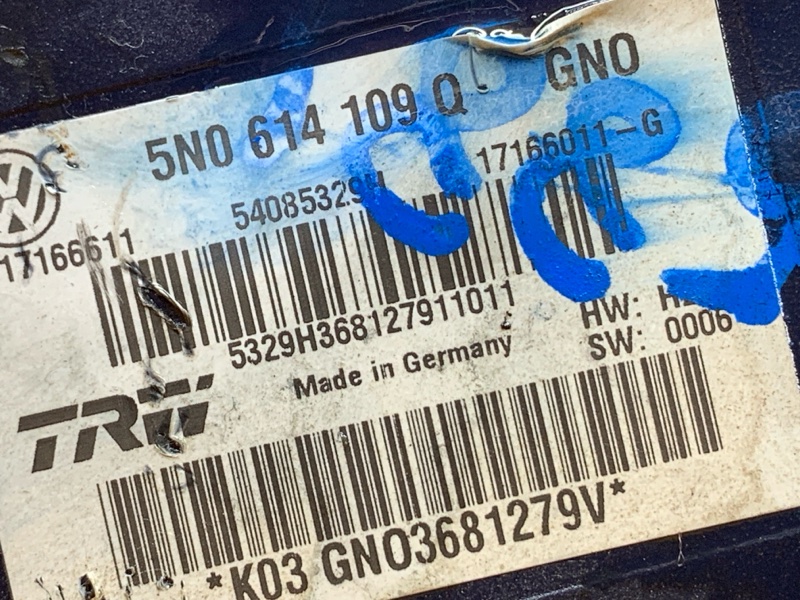 5N0 614 109 Q GNO
54085329H 17166011-G
17166611
5329H368127911011
HW:
SW: 0006
Made in Germany
TRW
*K03 GNO3681279V*